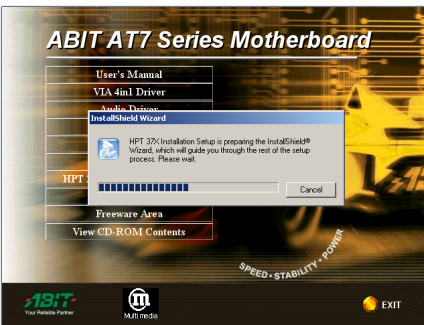 ABIT AT7 Series Motherboard
User's Manual
VIA 4in1 Driver
Audio Driver
InstallShield Wizard
HPT 37X Installation Setup is preparing the InstallShield®
Wizard, which will guide you through the rest of the setup
process. Please wait.
Cancel
HPT
Freeware Area
View CD-ROM Contents
SPEED • STABILITY • POWER
ABIT
Your Reliable Partner
m
Multimedia
EXIT